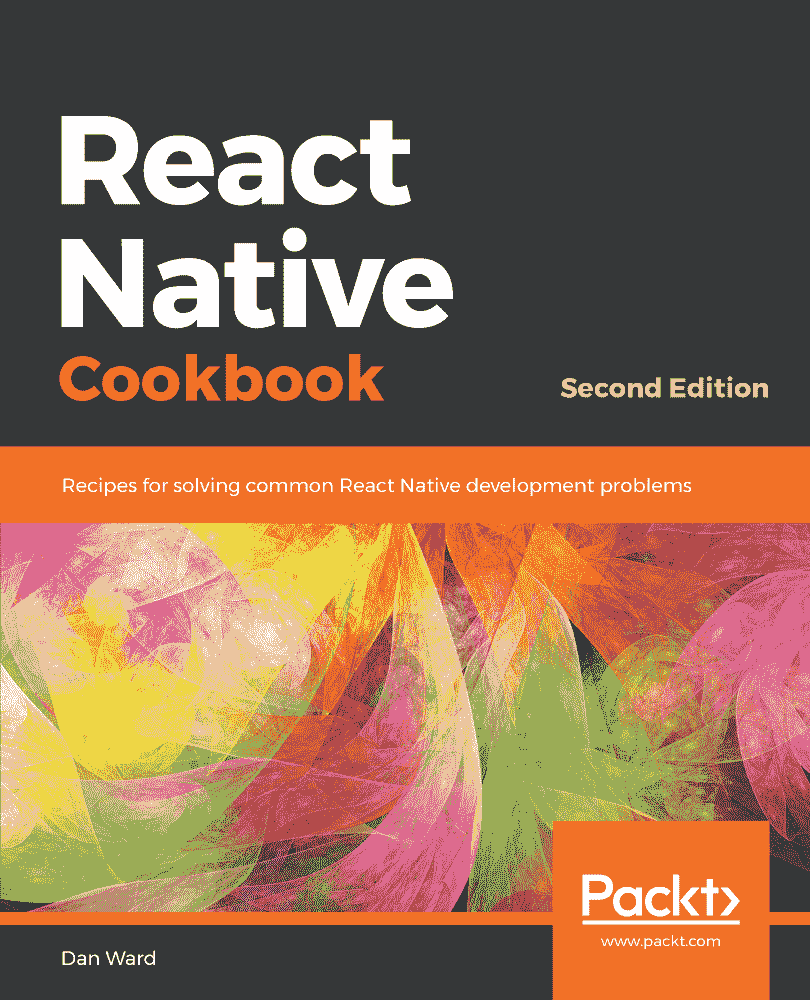 React
Native
Cookbook
Second Edition
Recipes for solving common React Native development problems
Packt>
www.packt.com
Dan Ward